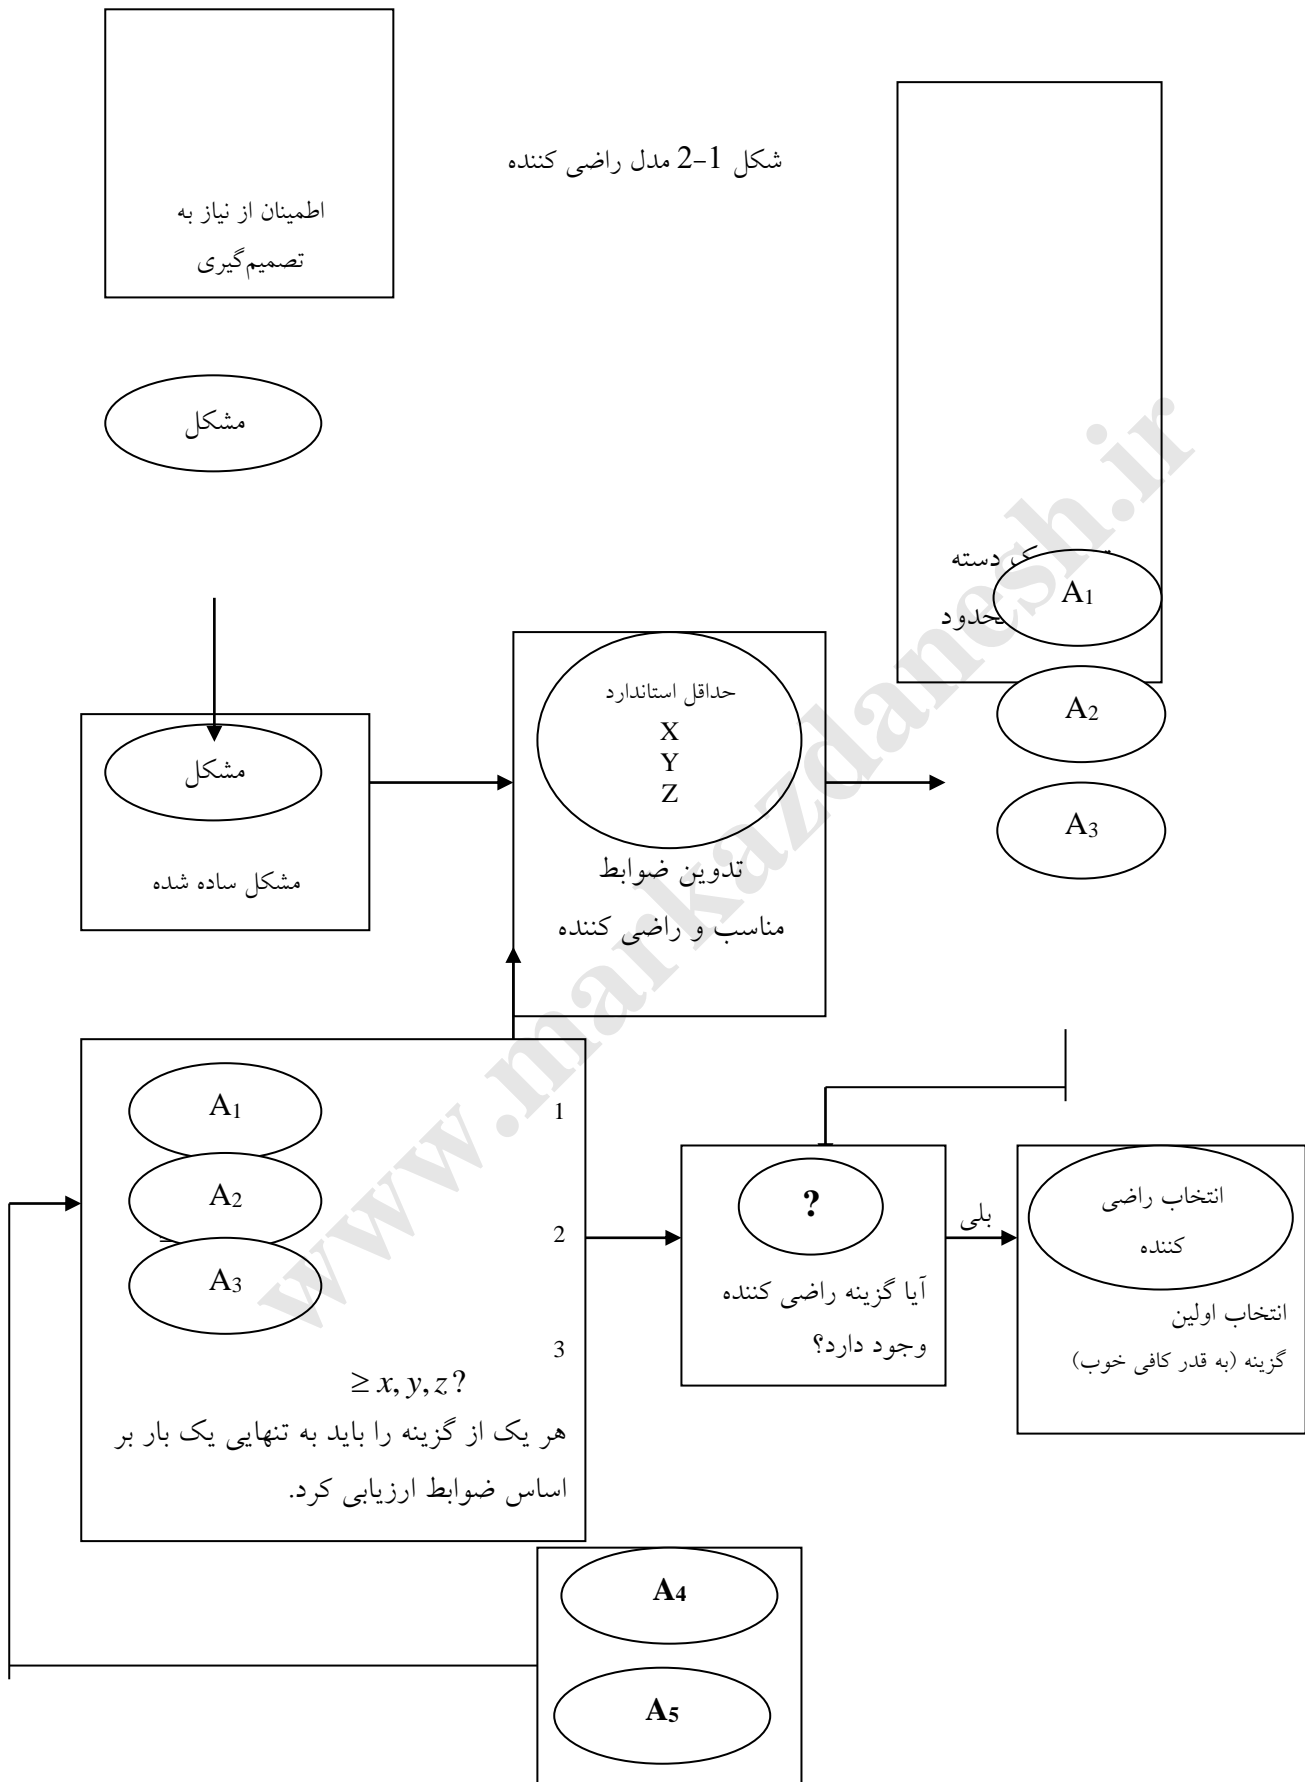 شکل 1-2 مدل راضی کننده
اطمینان از نیاز به
تصمیم‌گیری
مشکل
ک دسته
حدود
A1
A2
A3
حداقل استاندارد
X
Y
Z
تدوین ضوابط
مناسب و راضی کننده
مشکل
مشکل ساده شده
A1
1
A2
2
A3
3
≥ x, y, z?
هر یک از گزینه را باید به تنهایی یک بار بر
اساس ضوابط ارزیابی کرد.
?
آیا گزینه راضی کننده
وجود دارد؟
بلی
انتخاب راضی
کننده
انتخاب اولین
گزینه (به قدر کافی خوب)
A4
A5
www.markazdanesh.ir